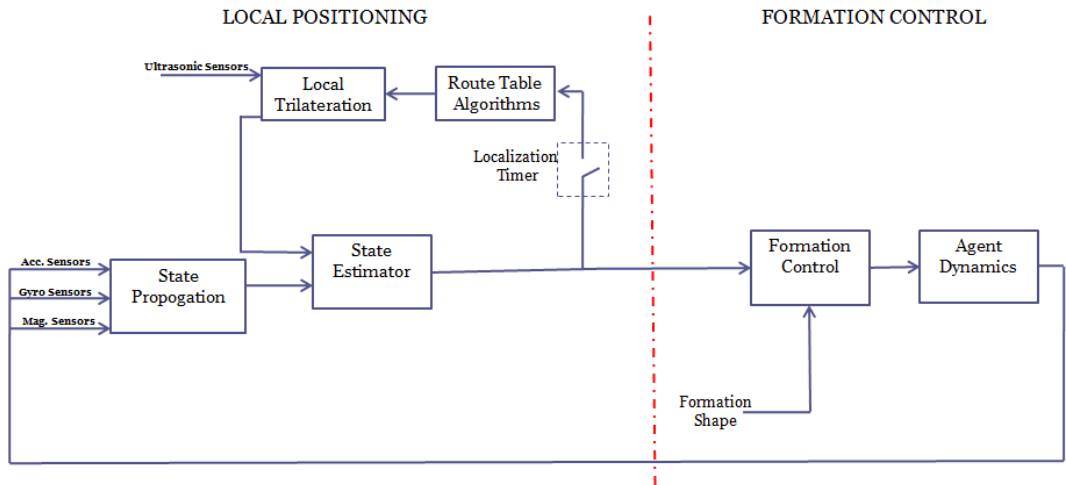 LOCAL POSITIONING
FORMATION CONTROL
Ultrasonic Sensors
Local
Trilateration
Route Table
Algorithms
Localization
Timer
State
Estimator
Acc. Sensors
Gyro Sensors
Mag. Sensors
State
Propogation
Formation
Control
Agent
Dynamics
Formation
Shape